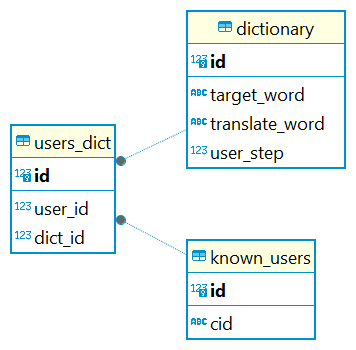 dictionary
123 id
ABC target_word
ABC translate_word
123 user_step
users_dict
123 id
123 user_id
123 dict_id
known_users
123 id
ABC cid